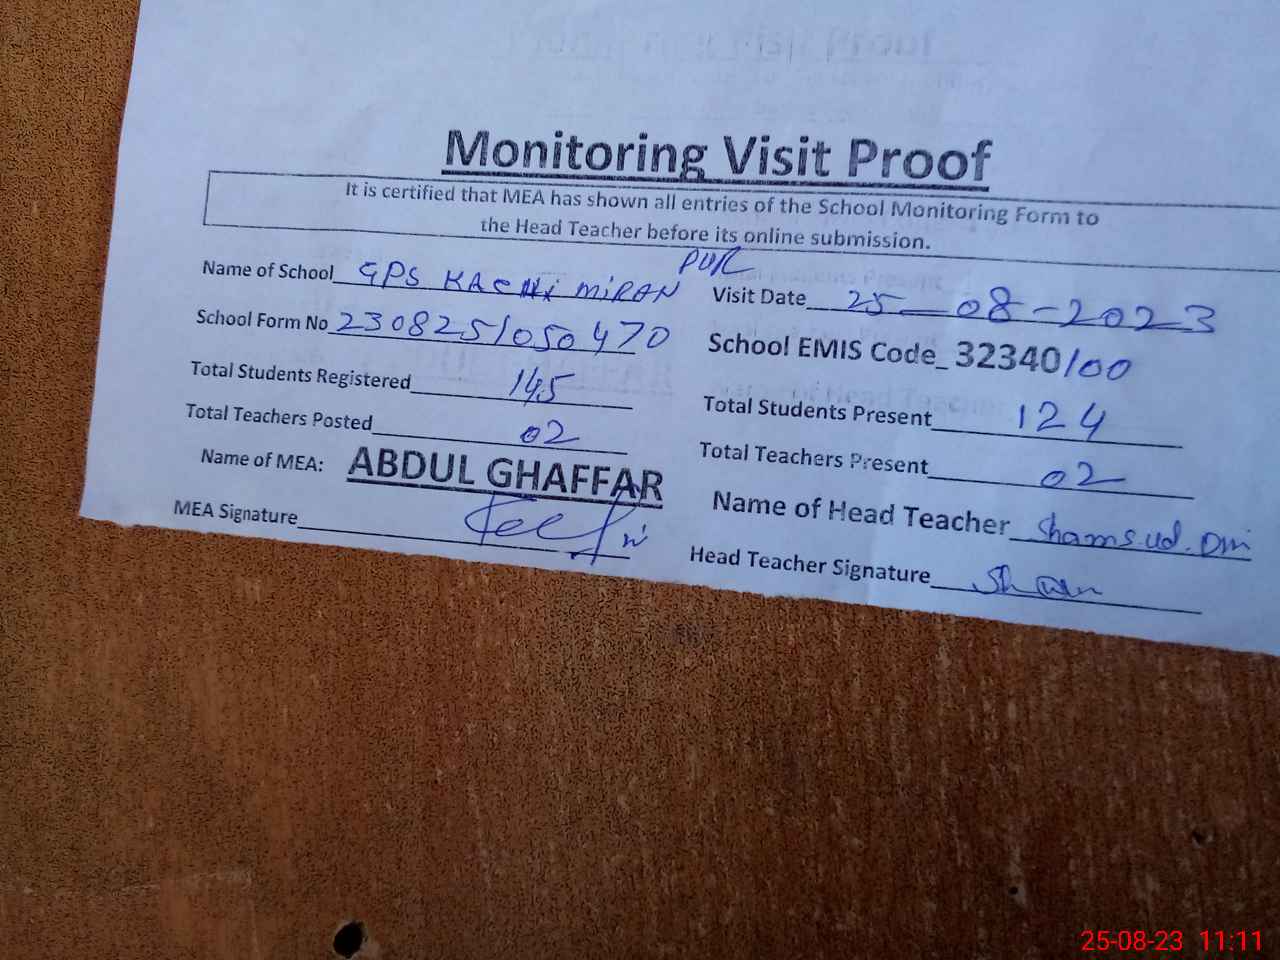 Monitoring Visit Proof
It is certified that MEA has shown all entries of the School Monitoring Form to
the Head Teacher before its online submission.
Name of School GPS KACHI MIRAN PUR
Visit Date 25-08-2023
School Form No 230825/050470
School EMIS Code_ 32340100
Total Students Registered 145
Total Students Present 124
Total Teachers Posted 02
Total Teachers Present 02
Name of MEA: ABDUL GHAFFAR
Name of Head Teacher Shams.ud.Din
MEA Signature
Head Teacher Signature
25-08-23 11:11